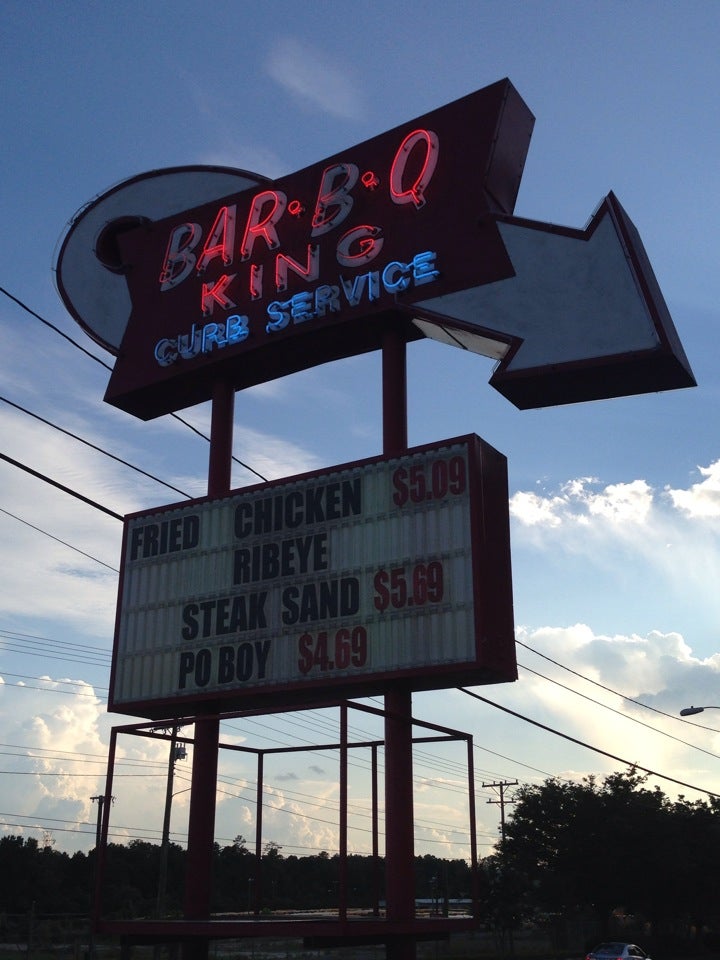 BAR·B·Q
KING
CURB SERVICE
FRIED CHICKEN $5.09
RIBEYE
STEAK SAND $5.69
PO BOY $4.69